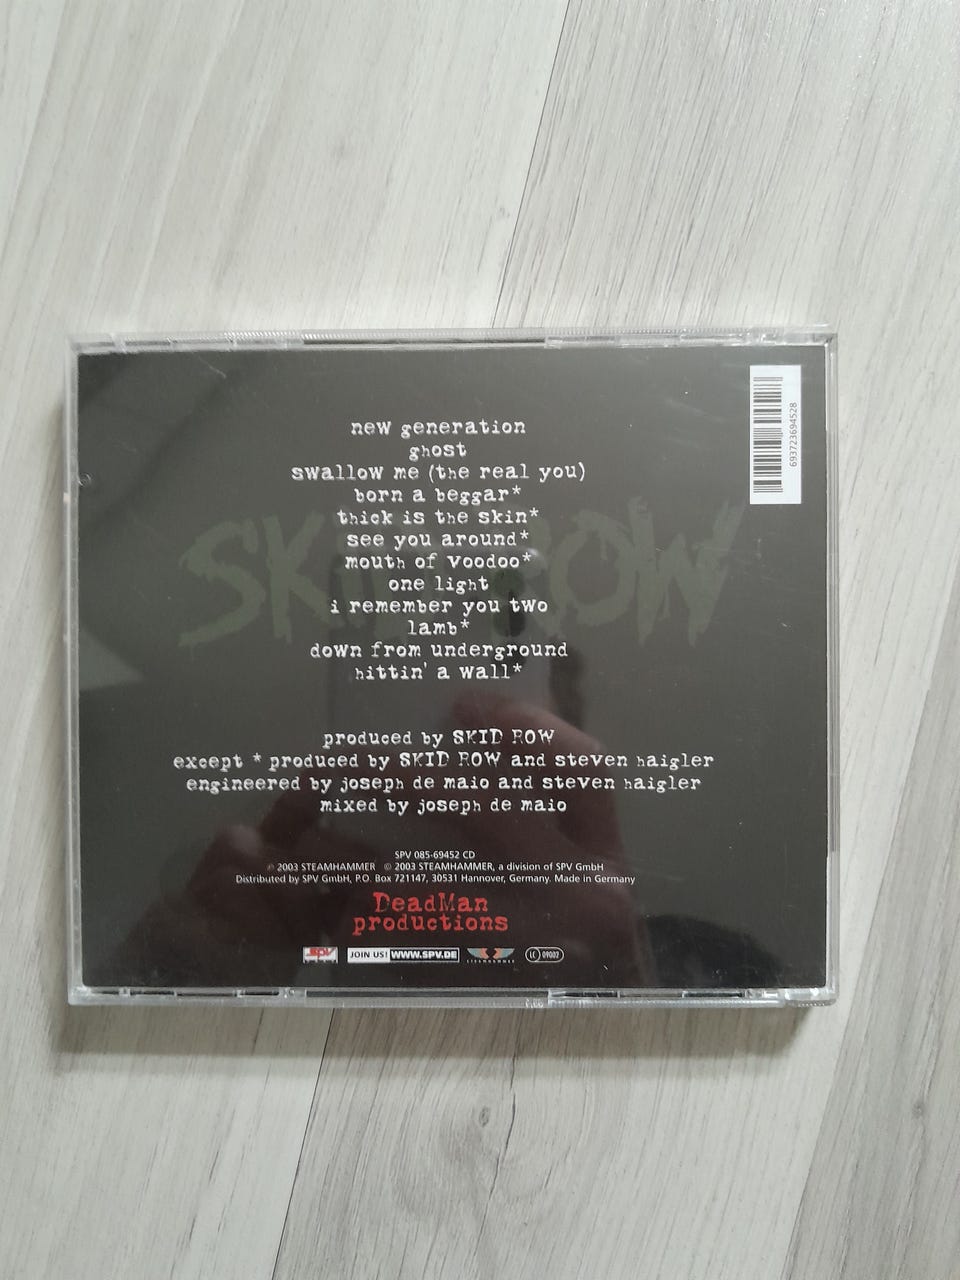 new generation
ghost
swallow me (the real you)
born a beggar*
thick is the skin*
see you around*
mouth of voodoo*
one light
i remember you two
lamb*
down from underground
hittin' a wall*
SKID ROW
693723694528
produced by SKID ROW
except * produced by SKID ROW and steven haigler
engineered by joseph de maio and steven haigler
mixed by joseph de maio
SPV 085-69452 CD
℗ 2003 STEAMHAMMER © 2003 STEAMHAMMER, a division of SPV GmbH
Distributed by SPV GmbH, P.O. Box 721147, 30531 Hannover, Germany. Made in Germany
DeadMan
productions
SPV JOIN US! WWW.SPV.DE STEAMHAMMER LC 09002